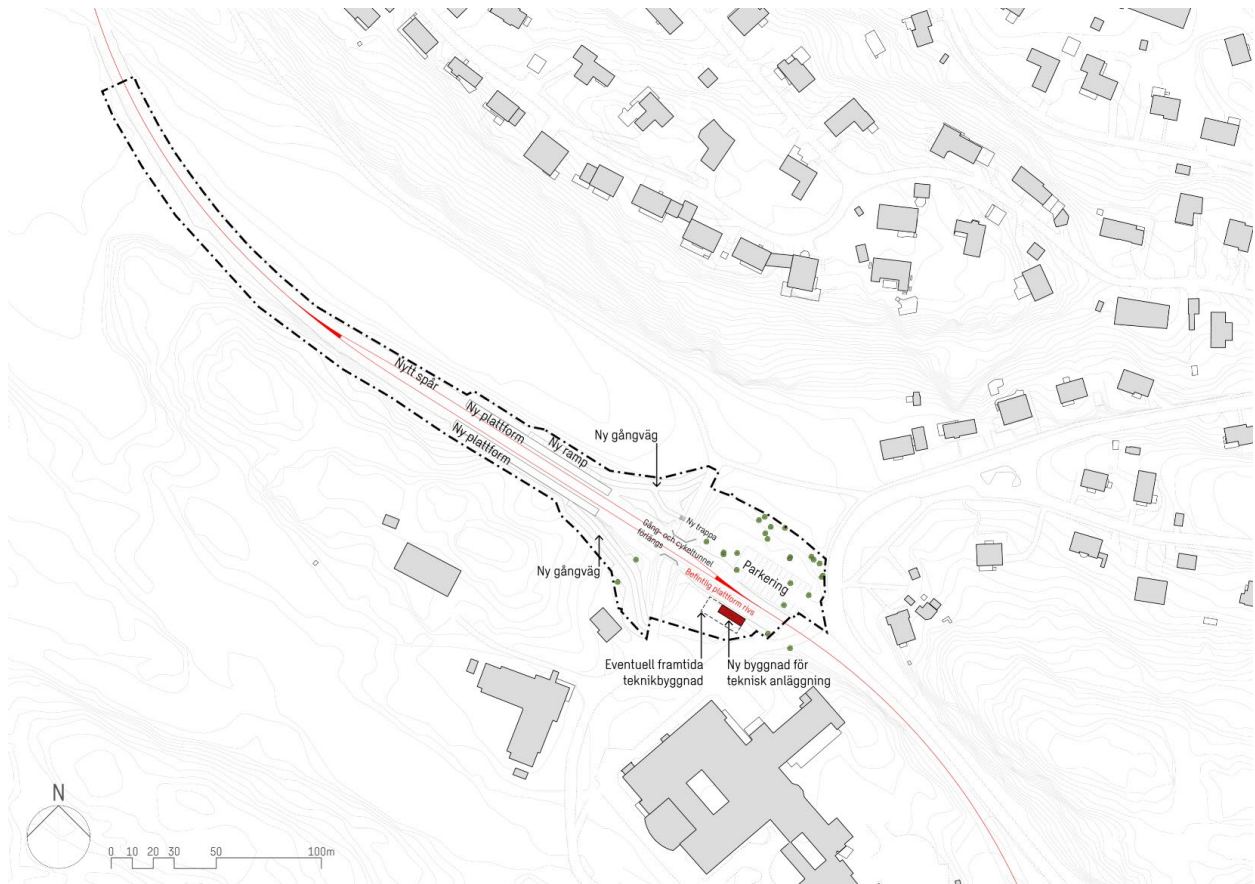 Nytt spår
Ny plattform
Ny ramp
Ny plattform
Ny gångväg
Ny trappa
Gång- och cykeltunnel
förlängs
Parkering
Befintlig plattform rivs
Ny gångväg
Eventuell framtida
teknikbyggnad
Ny byggnad för
teknisk anläggning
N
0 10 20 30 50 100m